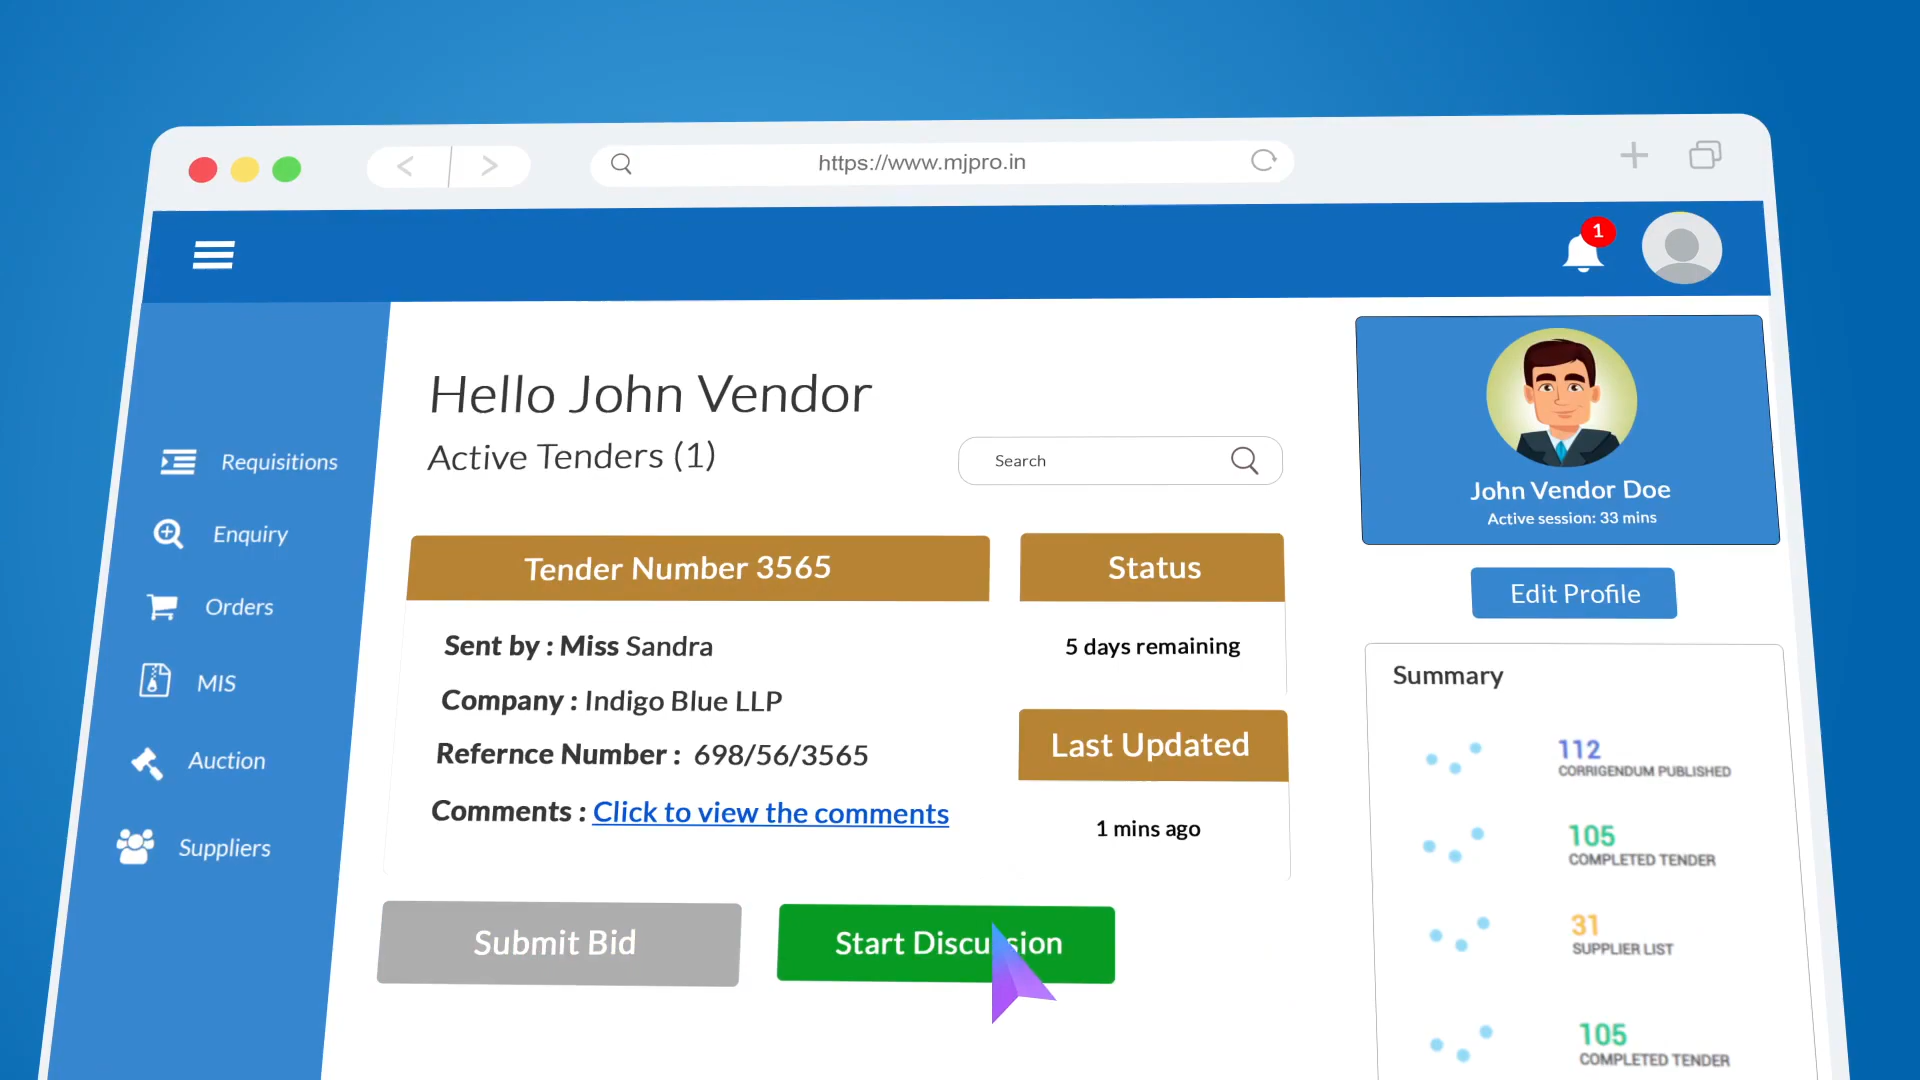 https://www.mjpro.in
1
Requisitions
Enquiry
Orders
MIS
Auction
Suppliers
Hello John Vendor
Active Tenders (1)
Search
Tender Number 3565
Sent by : Miss Sandra
Company : Indigo Blue LLP
Refernce Number : 698/56/3565
Comments : Click to view the comments
Status
5 days remaining
Last Updated
1 mins ago
Submit Bid
Start Discussion
John Vendor Doe
Active session: 33 mins
Edit Profile
Summary
112
CORRIGENDUM PUBLISHED
105
COMPLETED TENDER
31
SUPPLIER LIST
105
COMPLETED TENDER